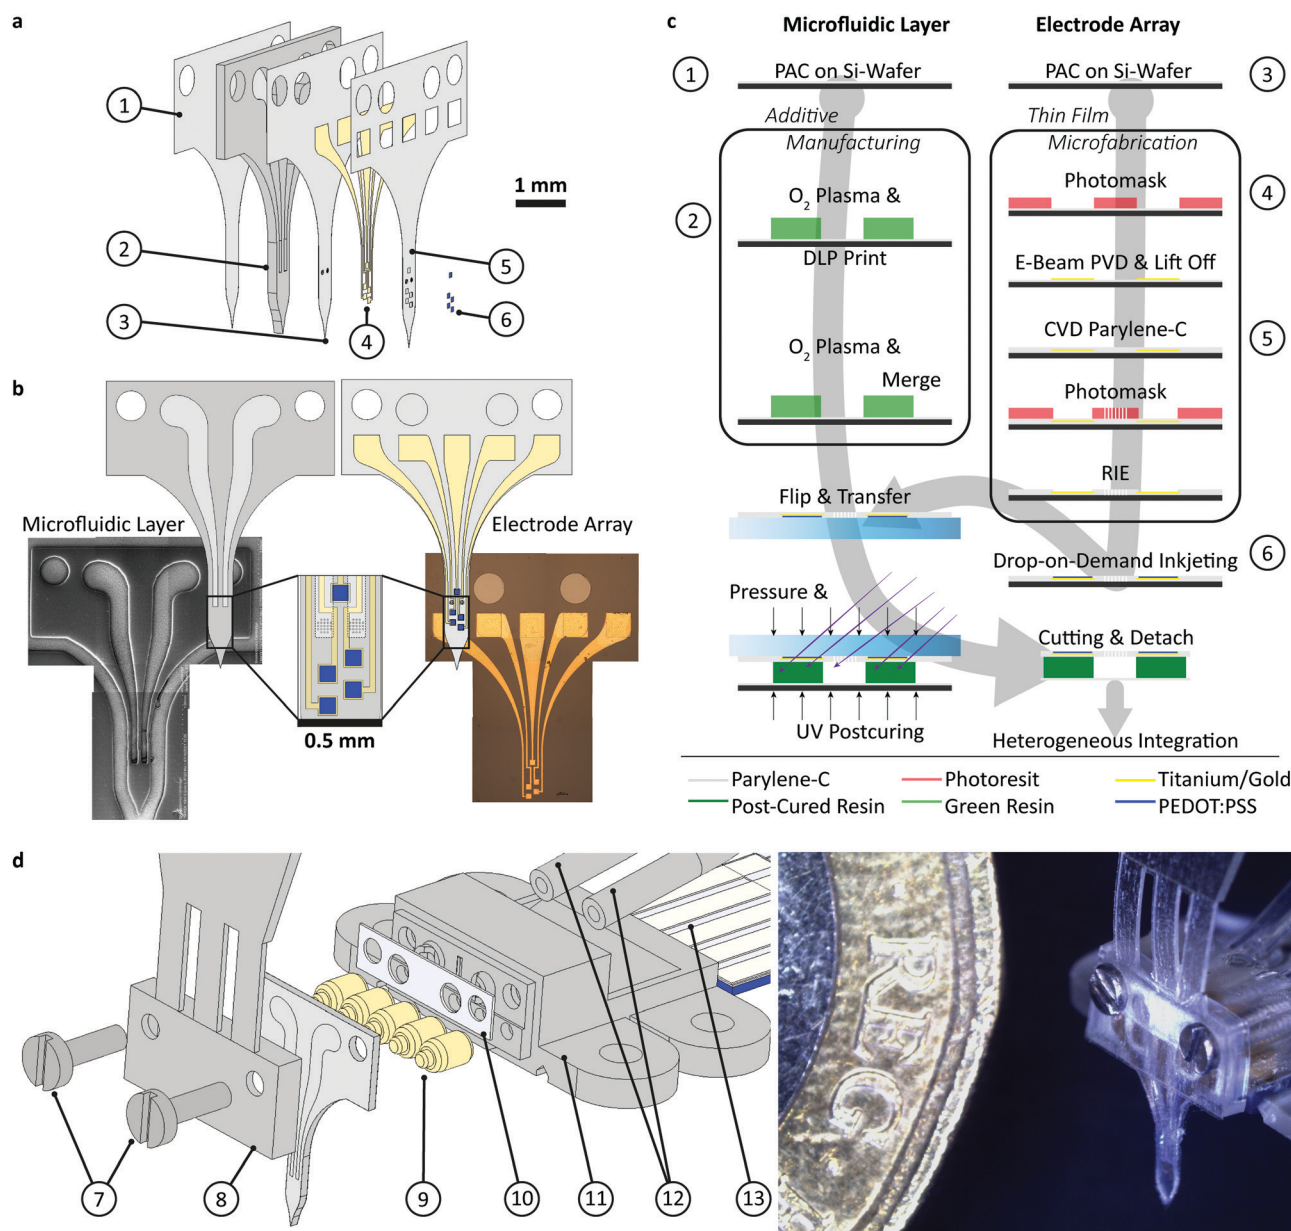 a
1
2
3
4
5
6
1 mm
b
Microfluidic Layer
Electrode Array
0.5 mm
c
Microfluidic Layer
Electrode Array
1
PAC on Si-Wafer
PAC on Si-Wafer
3
Additive
Manufacturing
Thin Film
Microfabrication
2
O2 Plasma &
DLP Print
O2 Plasma &
Merge
Photomask
4
E-Beam PVD & Lift Off
CVD Parylene-C
5
Photomask
RIE
Flip & Transfer
Drop-on-Demand Inkjeting
6
Pressure &
UV Postcuring
Cutting & Detach
Heterogeneous Integration
Parylene-C
Photoresit
Titanium/Gold
Post-Cured Resin
Green Resin
PEDOT:PSS
d
7
8
9
10
11
12
13